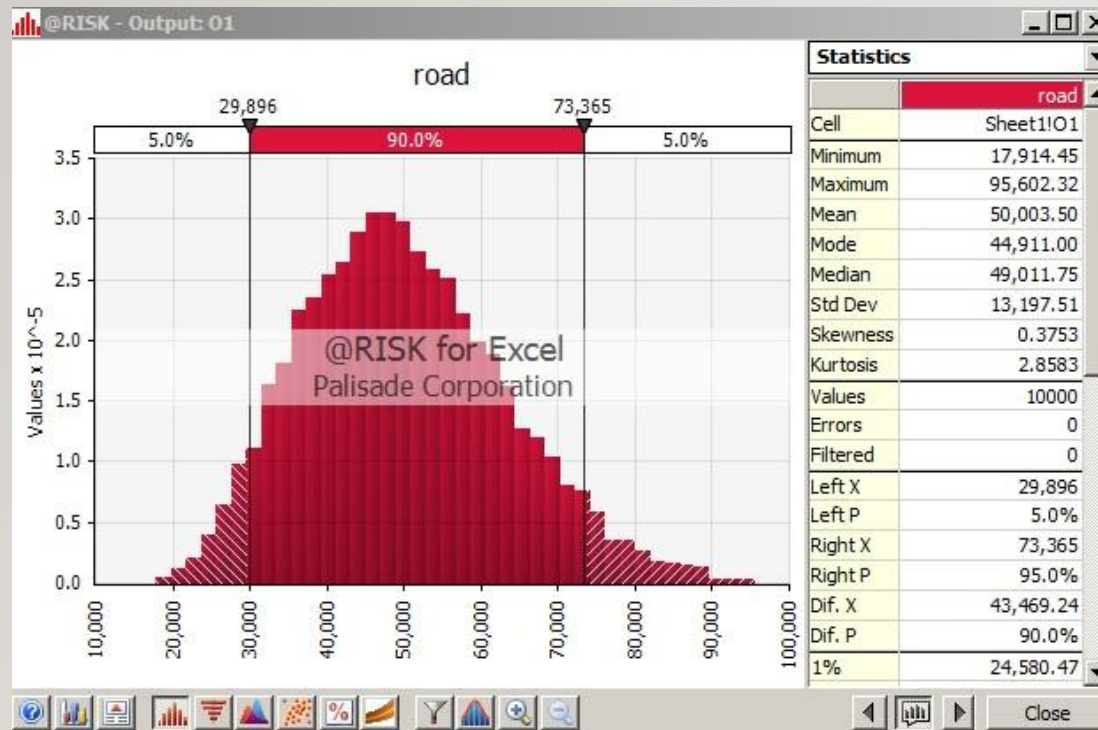 @RISK - Output: O1
road
29,896 73,365
5.0% 90.0% 5.0%
3.5
3.0
2.5
2.0
1.5
1.0
0.5
0.0
Values x 10^-5
@RISK for Excel
Palisade Corporation
10,000 20,000 30,000 40,000 50,000 60,000 70,000 80,000 90,000 100,000
Statistics
road
Cell Sheet1!O1
Minimum 17,914.45
Maximum 95,602.32
Mean 50,003.50
Mode 44,911.00
Median 49,011.75
Std Dev 13,197.51
Skewness 0.3753
Kurtosis 2.8583
Values 10000
Errors 0
Filtered 0
Left X 29,896
Left P 5.0%
Right X 73,365
Right P 95.0%
Dif. X 43,469.24
Dif. P 90.0%
1% 24,580.47
Close